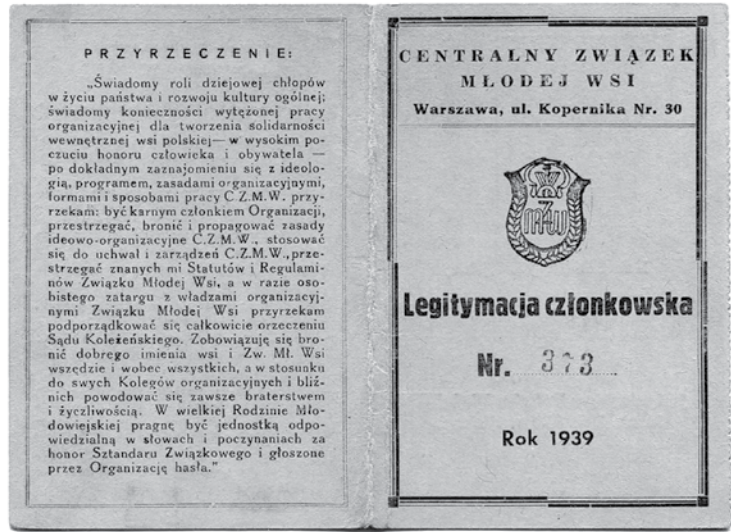 PRZYRZECZENIE:
„Świadomy roli dziejowej chłopów
w życiu państwa i rozwoju kultury ogólnej;
świadomy konieczności wytężonej pracy
organizacyjnej dla tworzenia solidarności
wewnętrznej wsi polskiej — w wysokim po-
czuciu honoru człowieka i obywatela —
po dokładnym zaznajomieniu się z ideolo-
gią, programem, zasadami organizacyjnymi,
formami i sposobami pracy C.Z.M.W. przy-
rzekam: być karnym członkiem Organizacji,
przestrzegać, bronić i propagować zasady
ideowo-organizacyjne C.Z.M.W., stosować
się do uchwał i zarządzeń C.Z.M.W., prze-
strzegać znanych mi Statutów i Regulami-
nów Związku Młodej Wsi, a w razie oso-
bistego zatargu z władzami organizacyj-
nymi Związku Młodej Wsi przyrzekam
podporządkować się całkowicie orzeczeniu
Sądu Koleżeńskiego. Zobowiązuję się bro-
nić dobrego imienia wsi i Zw. Mł. Wsi
wszędzie i wobec wszystkich, a w stosunku
do swych Kolegów organizacyjnych i bliź-
nich powodować się zawsze braterstwem
i życzliwością. W wielkiej Rodzinie Mło-
dowiejskiej pragnę być jednostką odpo-
wiedzialną w słowach i poczynaniach za
honor Sztandaru Związkowego i głoszone
przez Organizację hasła."
CENTRALNY ZWIĄZEK
MŁODEJ WSI
Warszawa, ul. Kopernika Nr. 30
Legitymacja członkowska
Nr. 373
Rok 1939